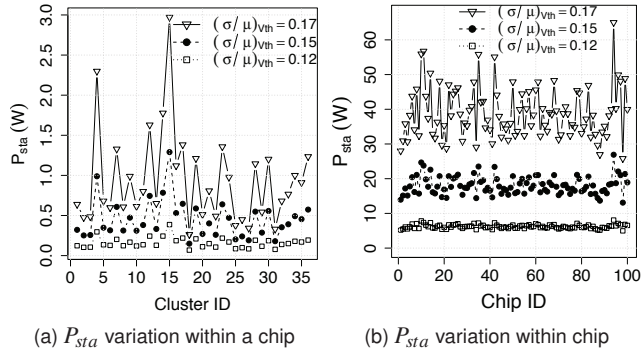 (σ/μ)Vth = 0.17
(σ/μ)Vth = 0.15
(σ/μ)Vth = 0.12
Psta (W)
3.0
2.5
2.0
1.5
1.0
0.5
0.0
0 5 10 15 20 25 30 35
Cluster ID
(a) Psta variation within a chip
(σ/μ)Vth = 0.17
(σ/μ)Vth = 0.15
(σ/μ)Vth = 0.12
Psta (W)
60
50
40
30
20
10
0
0 20 40 60 80 100
Chip ID
(b) Psta variation within chip